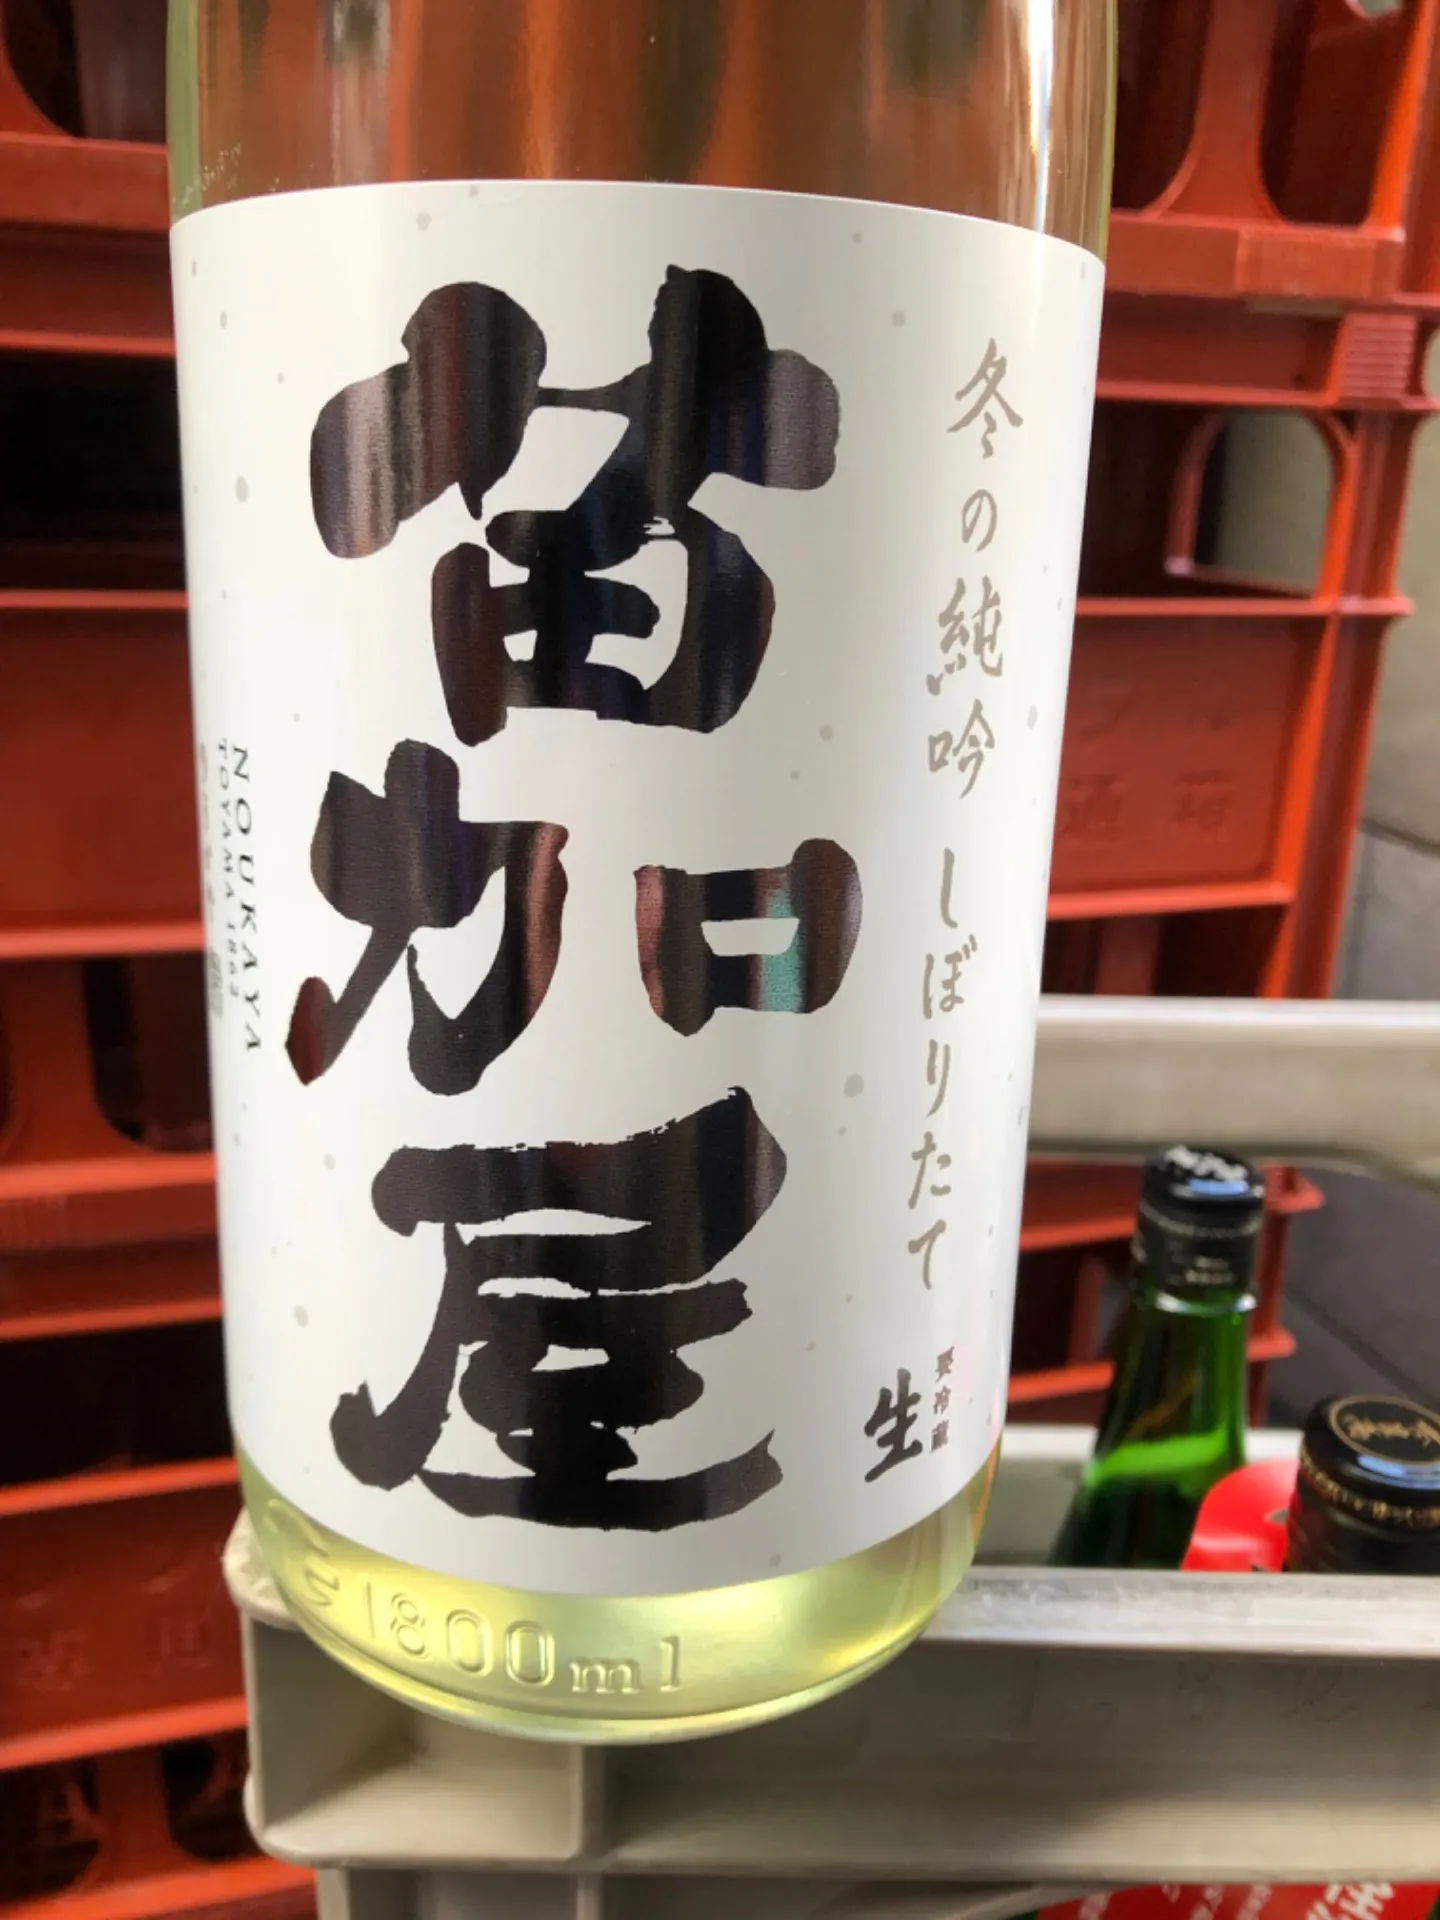 冬の純吟 しぼりたて
要冷蔵
生
苗加屋
NOUKAYA
TOYAMA 1862
1800ml